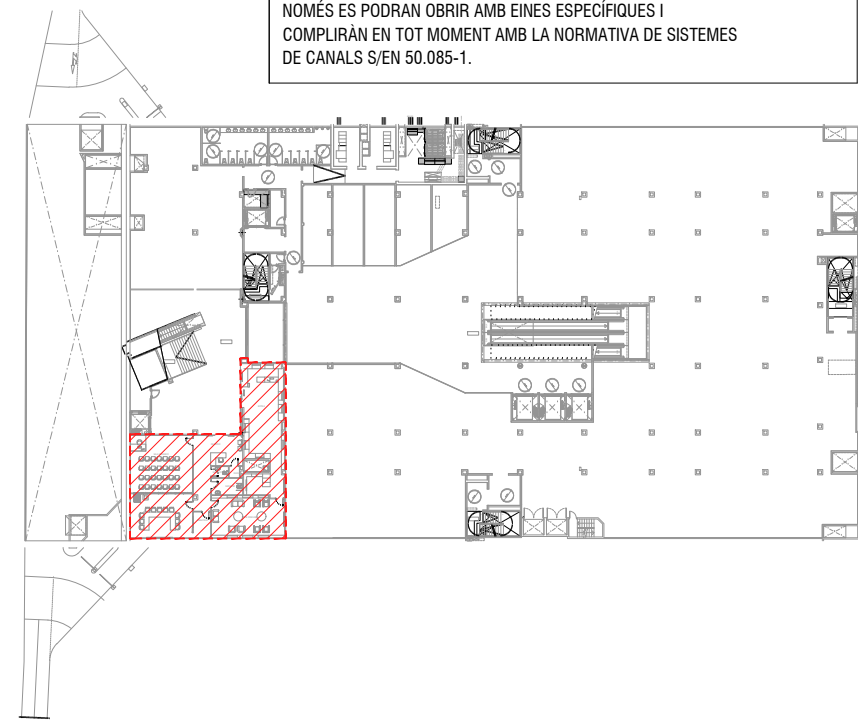 NOMÉS ES PODRAN OBRIR AMB EINES ESPECÍFIQUES I
COMPLIRÀN EN TOT MOMENT AMB LA NORMATIVA DE SISTEMES
DE CANALS S/EN 50.085-1.